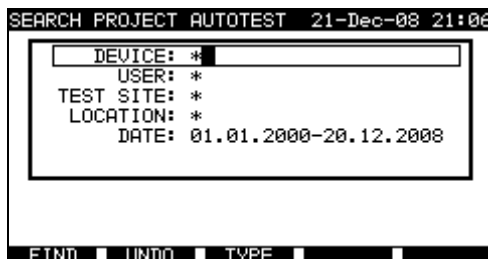 SEARCH PROJECT AUTOTEST 21-Dec-08 21:06
DEVICE: *
USER: *
TEST SITE: *
LOCATION: *
DATE: 01.01.2000-20.12.2008
FIND UNDO TYPE